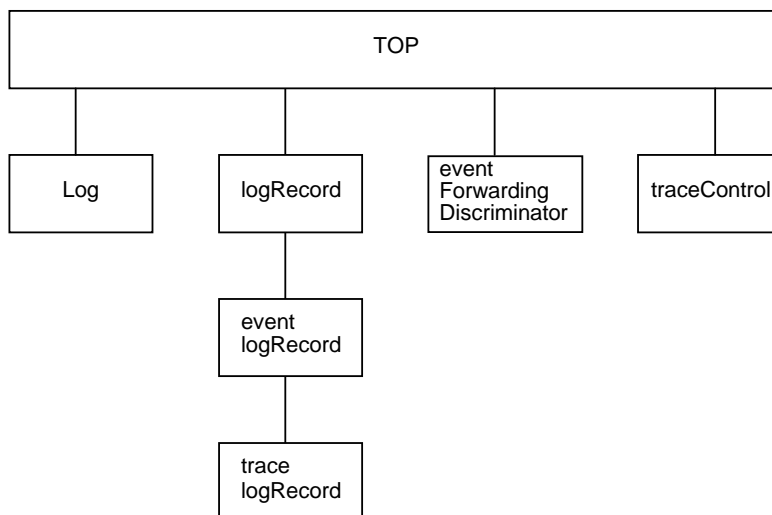 TOP
Log
logRecord
event
Forwarding
Discriminator
traceControl
event
logRecord
trace
logRecord